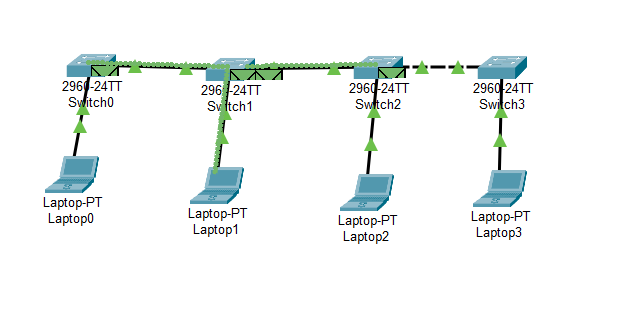 2960-24TT
Switch0
2960-24TT
Switch1
2960-24TT
Switch2
2960-24TT
Switch3
Laptop-PT
Laptop0
Laptop-PT
Laptop1
Laptop-PT
Laptop2
Laptop-PT
Laptop3